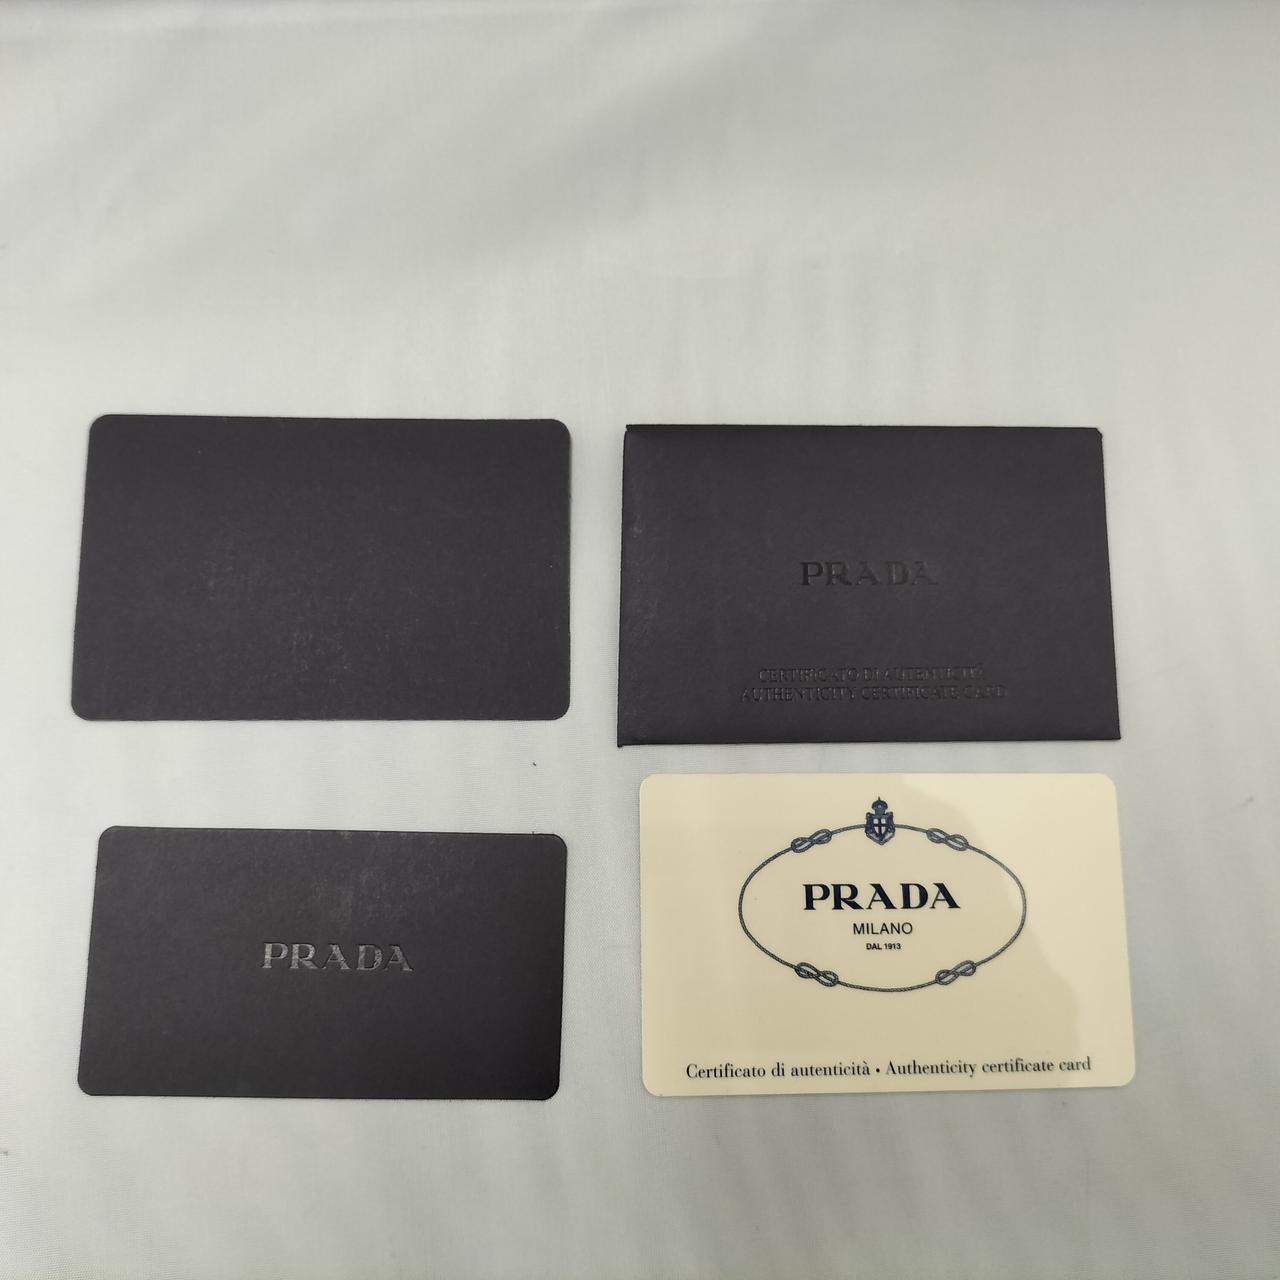 PRADA
CERTIFICATO DI AUTENTICITÀ
AUTHENTICITY CERTIFICATE CARD
PRADA
PRADA
MILANO
DAL 1913
Certificato di autenticità • Authenticity certificate card